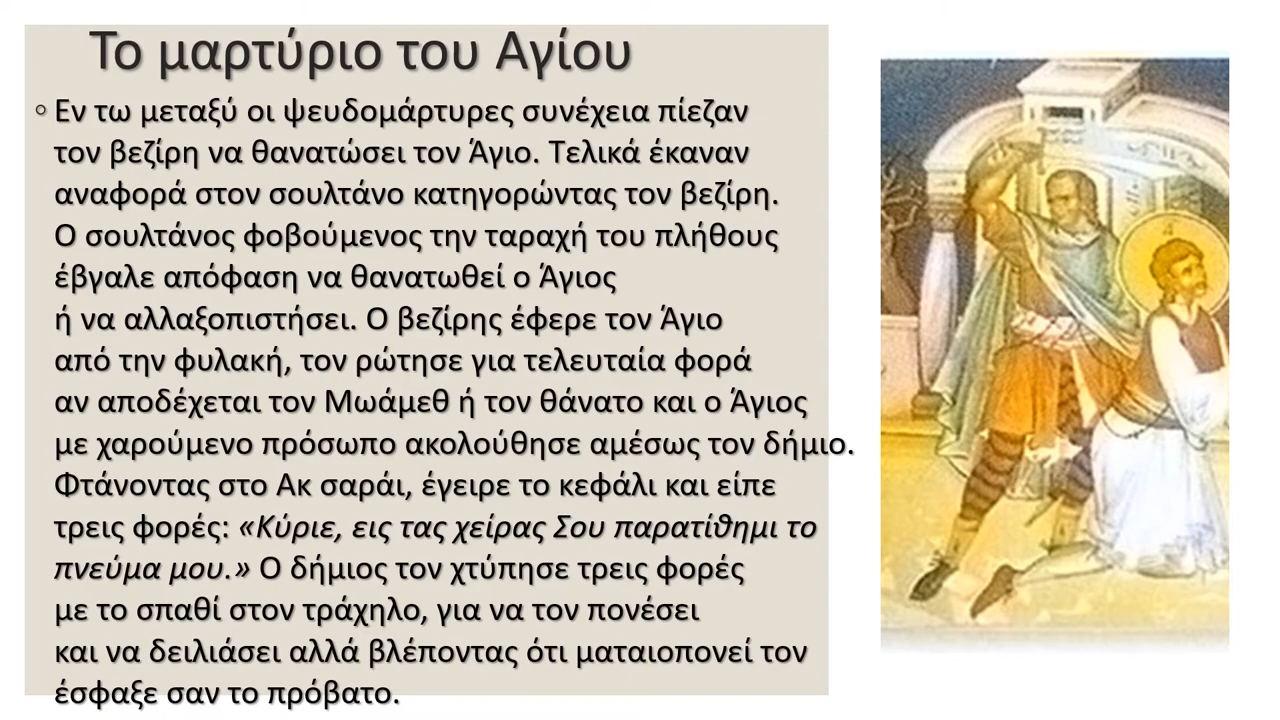 Το μαρτύριο του Αγίου
◦ Εν τω μεταξύ οι ψευδομάρτυρες συνέχεια πίεζαν
τον βεζίρη να θανατώσει τον Άγιο. Τελικά έκαναν
αναφορά στον σουλτάνο κατηγορώντας τον βεζίρη.
Ο σουλτάνος φοβούμενος την ταραχή του πλήθους
έβγαλε απόφαση να θανατωθεί ο Άγιος
ή να αλλαξοπιστήσει. Ο βεζίρης έφερε τον Άγιο
από την φυλακή, τον ρώτησε για τελευταία φορά
αν αποδέχεται τον Μωάμεθ ή τον θάνατο και ο Άγιος
με χαρούμενο πρόσωπο ακολούθησε αμέσως τον δήμιο.
Φτάνοντας στο Ακ σαράι, έγειρε το κεφάλι και είπε
τρεις φορές: «Κύριε, εις τας χείρας Σου παρατίθημι το
πνεύμα μου.» Ο δήμιος τον χτύπησε τρεις φορές
με το σπαθί στον τράχηλο, για να τον πονέσει
και να δειλιάσει αλλά βλέποντας ότι ματαιοπονεί τον
έσφαξε σαν το πρόβατο.